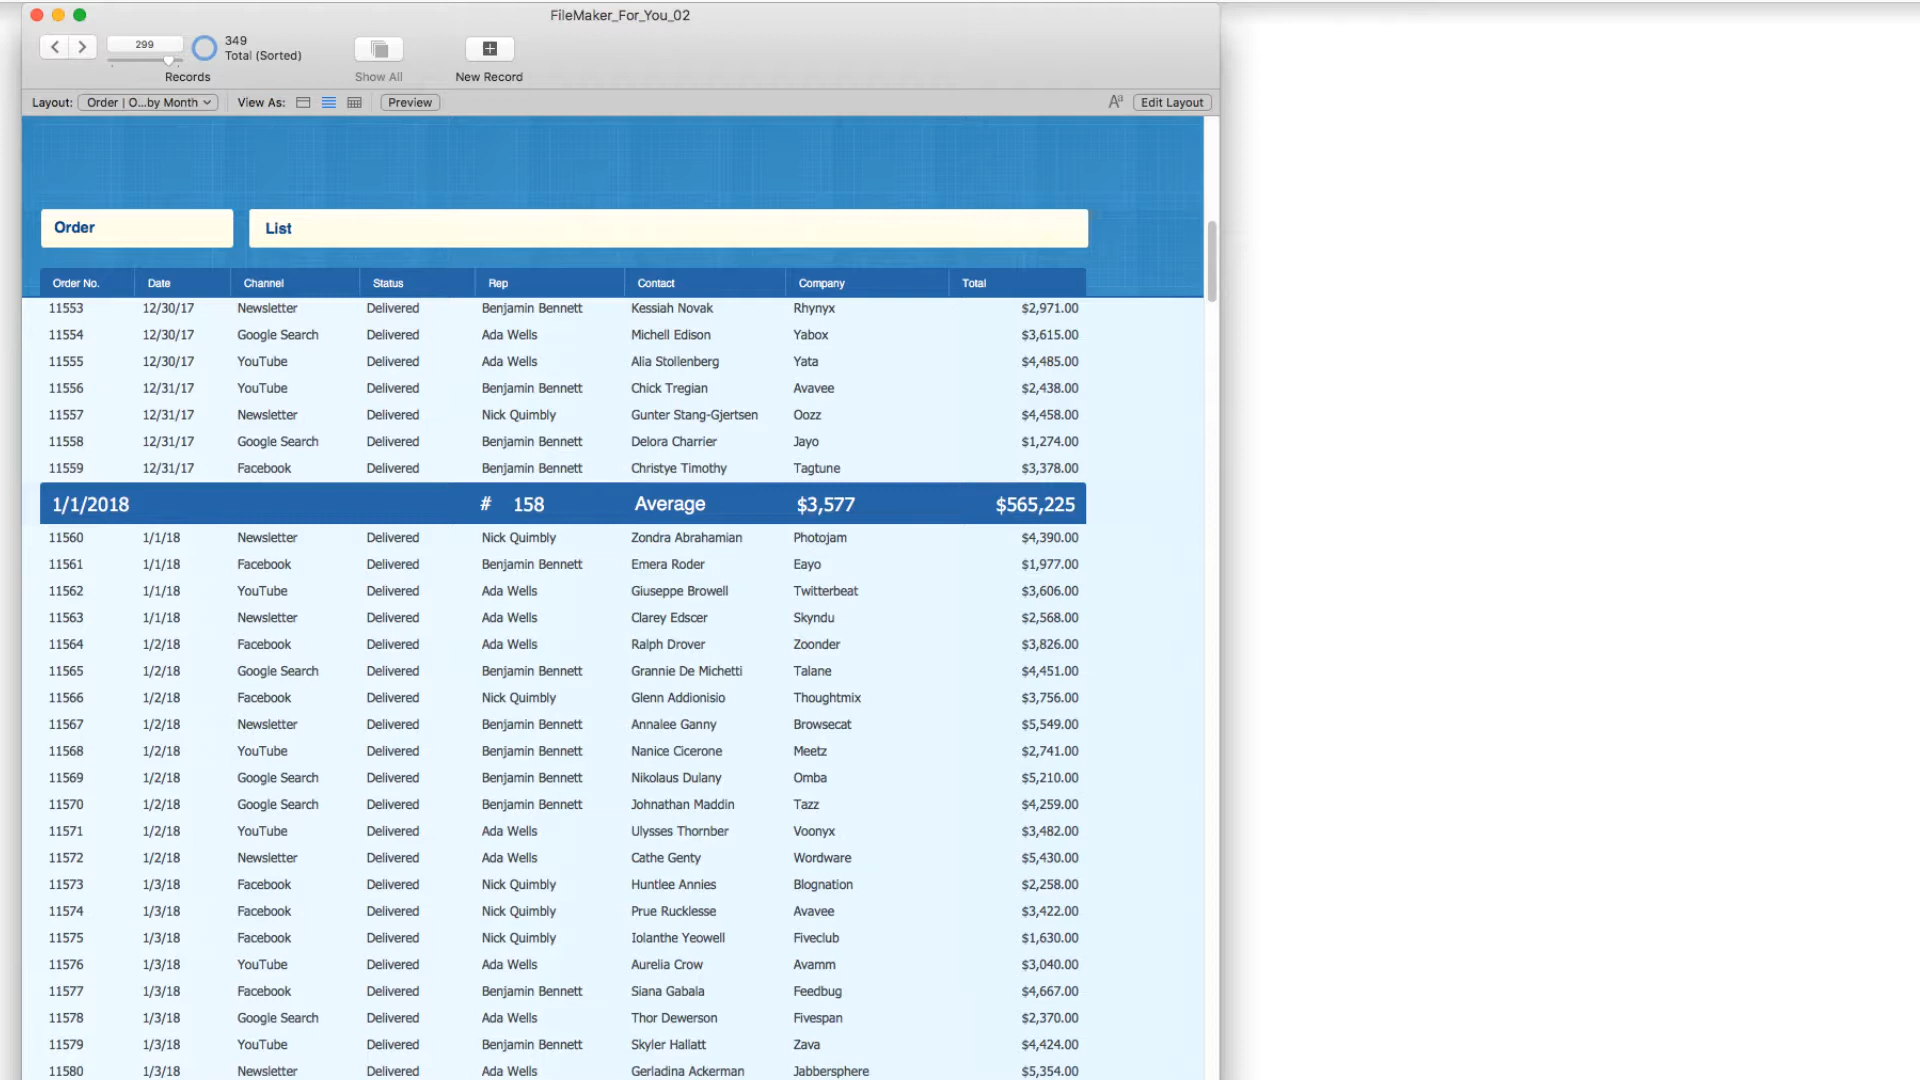 FileMaker_For_You_02
299
349
Total (Sorted)
Records
Show All
New Record
Layout: Order | O...by Month View As: Preview Edit Layout
Order List
Order No. Date Channel Status Rep Contact Company Total
11553 12/30/17 Newsletter Delivered Benjamin Bennett Kessiah Novak Rhynyx $2,971.00
11554 12/30/17 Google Search Delivered Ada Wells Michell Edison Yabox $3,615.00
11555 12/30/17 YouTube Delivered Ada Wells Alia Stollenberg Yata $4,485.00
11556 12/31/17 YouTube Delivered Benjamin Bennett Chick Tregian Avavee $2,438.00
11557 12/31/17 Newsletter Delivered Nick Quimbly Gunter Stang-Gjertsen Oozz $4,458.00
11558 12/31/17 Google Search Delivered Benjamin Bennett Delora Charrier Jayo $1,274.00
11559 12/31/17 Facebook Delivered Benjamin Bennett Christye Timothy Tagtune $3,378.00
1/1/2018 # 158 Average $3,577 $565,225
11560 1/1/18 Newsletter Delivered Nick Quimbly Zondra Abrahamian Photojam $4,390.00
11561 1/1/18 Facebook Delivered Benjamin Bennett Emera Roder Eayo $1,977.00
11562 1/1/18 YouTube Delivered Ada Wells Giuseppe Browell Twitterbeat $3,606.00
11563 1/1/18 Newsletter Delivered Ada Wells Clarey Edscer Skyndu $2,568.00
11564 1/2/18 Facebook Delivered Ada Wells Ralph Drover Zoonder $3,826.00
11565 1/2/18 Google Search Delivered Benjamin Bennett Grannie De Michetti Talane $4,451.00
11566 1/2/18 Facebook Delivered Nick Quimbly Glenn Addionisio Thoughtmix $3,756.00
11567 1/2/18 Newsletter Delivered Benjamin Bennett Annalee Ganny Browsecat $5,549.00
11568 1/2/18 YouTube Delivered Benjamin Bennett Nanice Cicerone Meetz $2,741.00
11569 1/2/18 Google Search Delivered Benjamin Bennett Nikolaus Dulany Omba $5,210.00
11570 1/2/18 Google Search Delivered Benjamin Bennett Johnathan Maddin Tazz $4,259.00
11571 1/2/18 YouTube Delivered Ada Wells Ulysses Thornber Voonyx $3,482.00
11572 1/2/18 Newsletter Delivered Ada Wells Cathe Genty Wordware $5,430.00
11573 1/3/18 Facebook Delivered Nick Quimbly Huntlee Annies Blognation $2,258.00
11574 1/3/18 Facebook Delivered Nick Quimbly Prue Rucklesse Avavee $3,422.00
11575 1/3/18 Facebook Delivered Nick Quimbly Iolanthe Yeowell Fiveclub $1,630.00
11576 1/3/18 YouTube Delivered Ada Wells Aurelia Crow Avamm $3,040.00
11577 1/3/18 Facebook Delivered Benjamin Bennett Siana Gabala Feedbug $4,667.00
11578 1/3/18 Google Search Delivered Ada Wells Thor Dewerson Fivespan $2,370.00
11579 1/3/18 YouTube Delivered Benjamin Bennett Skyler Hallatt Zava $4,424.00
11580 1/3/18 Newsletter Delivered Ada Wells Gerladina Ackerman Jabbersphere $5,354.00